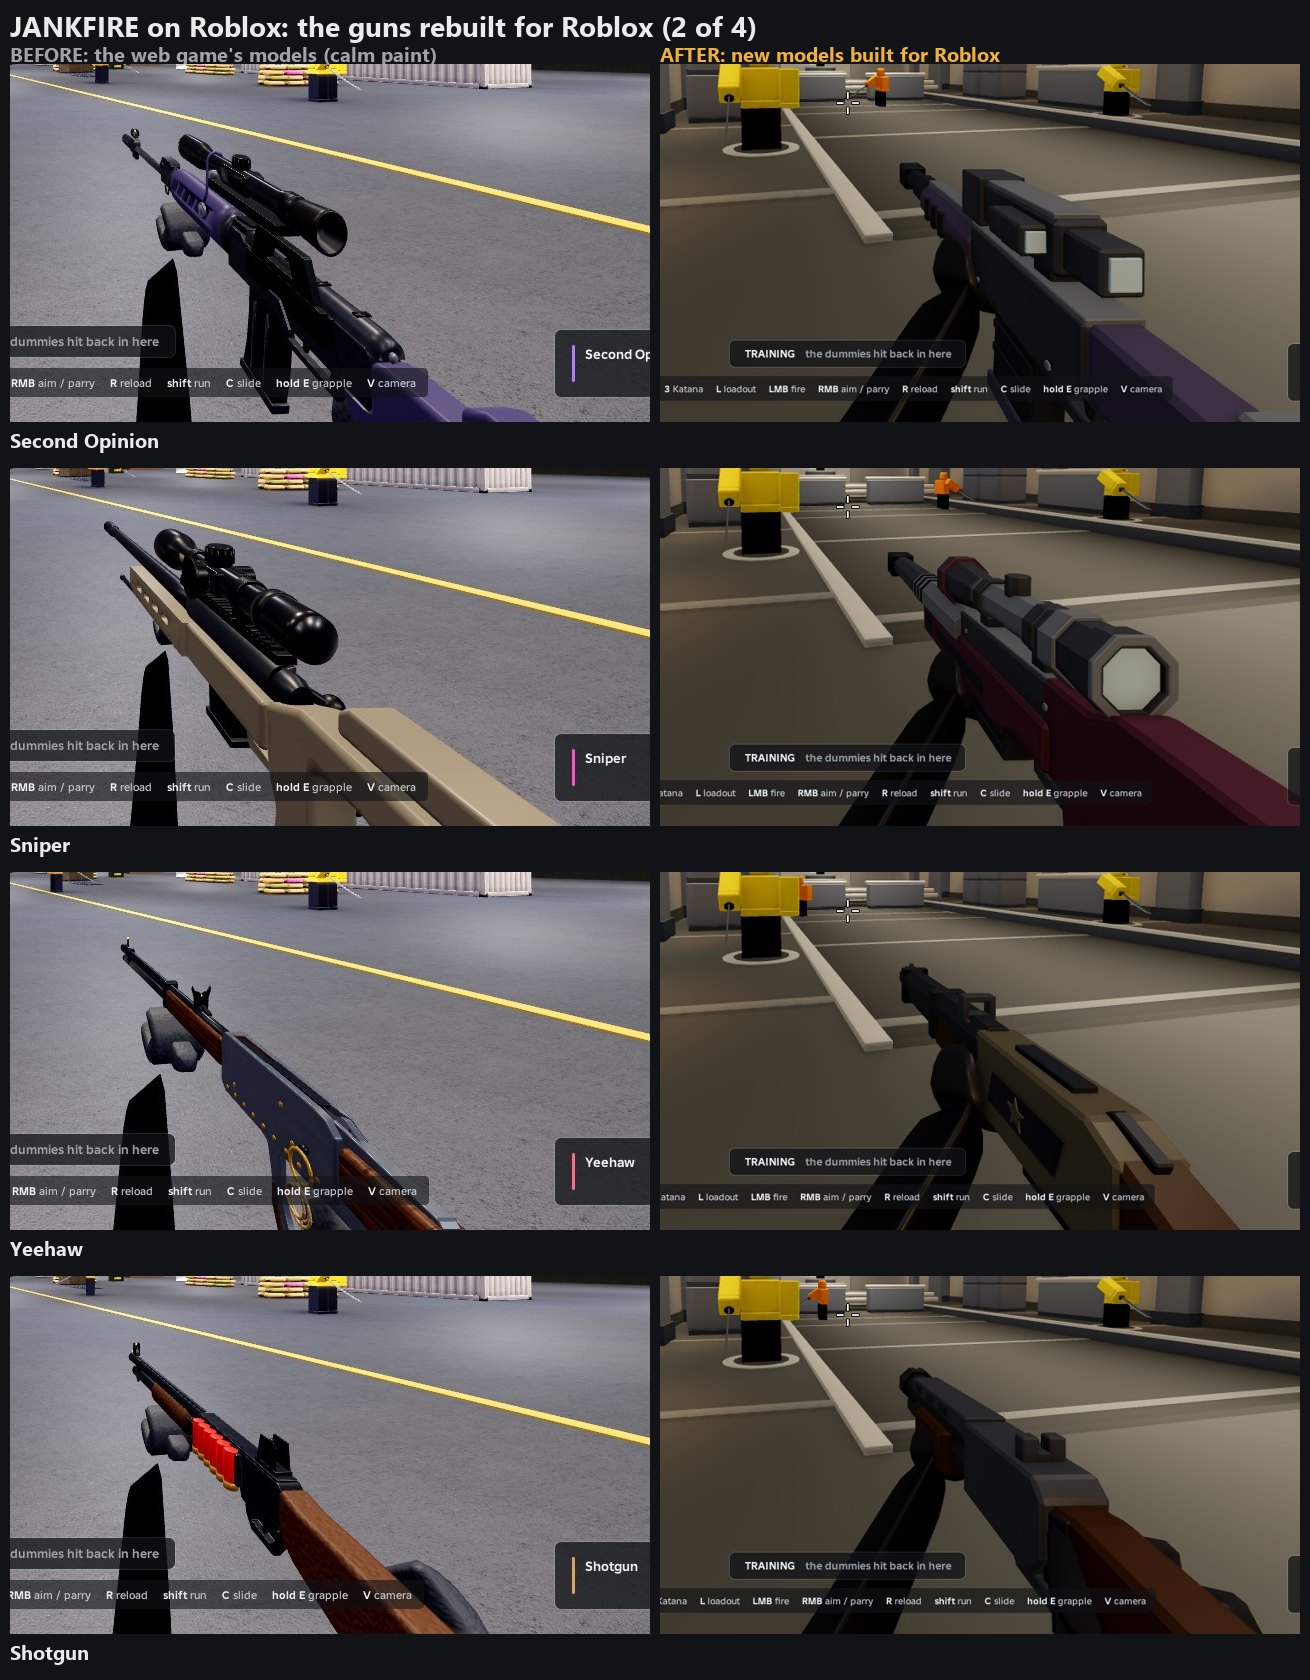 JANKFIRE on Roblox: the guns rebuilt for Roblox (2 of 4)
BEFORE: the web game's models (calm paint)
AFTER: new models built for Roblox
dummies hit back in here
Second Op
RMB aim / parry R reload shift run C slide hold E grapple V camera
TRAINING the dummies hit back in here
3 Katana L loadout LMB fire RMB aim / parry R reload shift run C slide hold E grapple V camera
Second Opinion
dummies hit back in here
Sniper
RMB aim / parry R reload shift run C slide hold E grapple V camera
TRAINING the dummies hit back in here
atana L loadout LMB fire RMB aim / parry R reload shift run C slide hold E grapple V camera
Sniper
dummies hit back in here
Yeehaw
RMB aim / parry R reload shift run C slide hold E grapple V camera
TRAINING the dummies hit back in here
atana L loadout LMB fire RMB aim / parry R reload shift run C slide hold E grapple V camera
Yeehaw
dummies hit back in here
Shotgun
RMB aim / parry R reload shift run C slide hold E grapple V camera
TRAINING the dummies hit back in here
Katana L loadout LMB fire RMB aim / parry R reload shift run C slide hold E grapple V camera
Shotgun